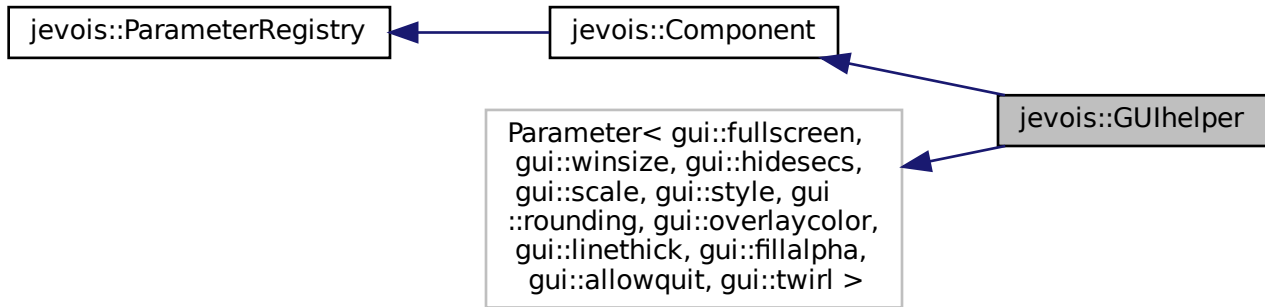 jevois::ParameterRegistry
jevois::Component
jevois::GUIhelper
Parameter< gui::fullscreen,
gui::winsize, gui::hidesecs,
gui::scale, gui::style, gui
::rounding, gui::overlaycolor,
gui::linethick, gui::fillalpha,
gui::allowquit, gui::twirl >